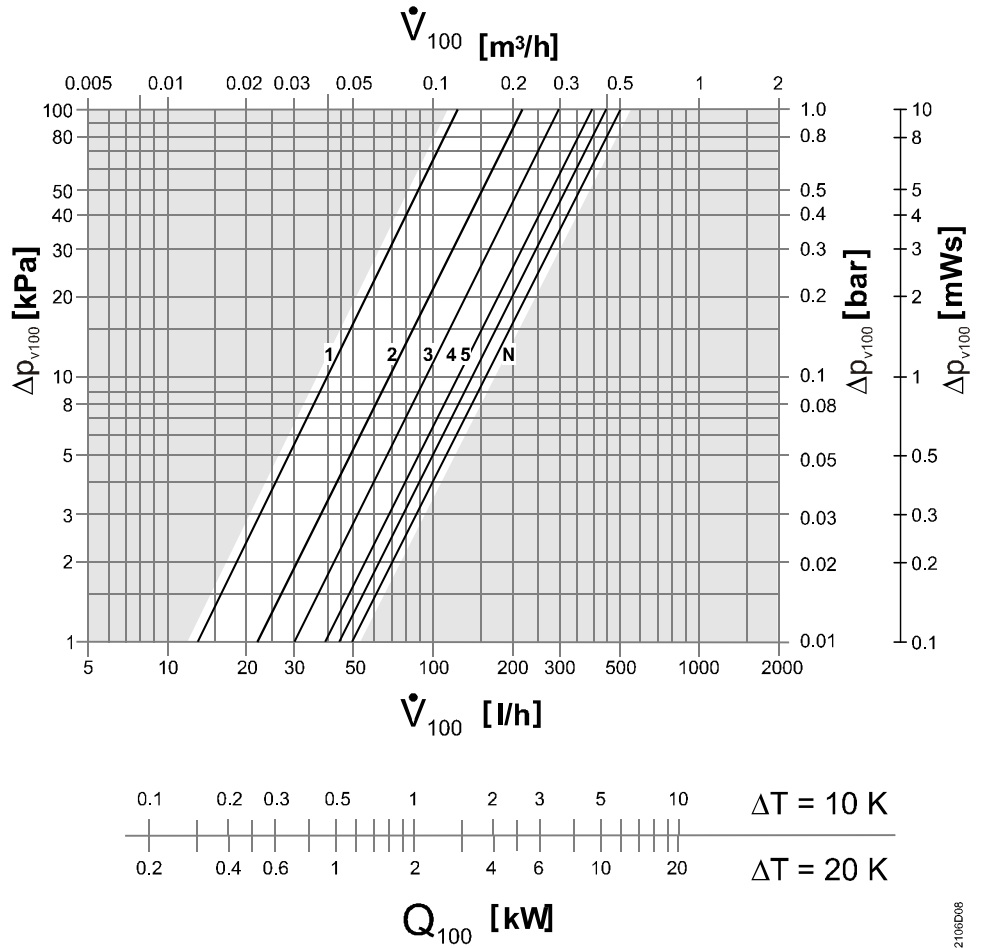 V̇100 [m³/h]
0.005 0.01 0.02 0.03 0.05 0.1 0.2 0.3 0.5 1 2
100 1.0 10
80 0.8 8
50 0.5 5
40 0.4 4
30 0.3 3
20 0.2 2
10 0.1 1
8 0.08
5 0.05 0.5
3 0.03 0.3
2 0.02 0.2
1 0.01 0.1
Δpv100 [kPa]
1 2 3 4 5 N
Δpv100 [bar]
Δpv100 [mWs]
5 10 20 30 50 100 200 300 500 1000 2000
V̇100 [l/h]
0.1 0.2 0.3 0.5 1 2 3 5 10 ΔT = 10 K
0.2 0.4 0.6 1 2 4 6 10 20 ΔT = 20 K
Q100 [kW]
2106D08